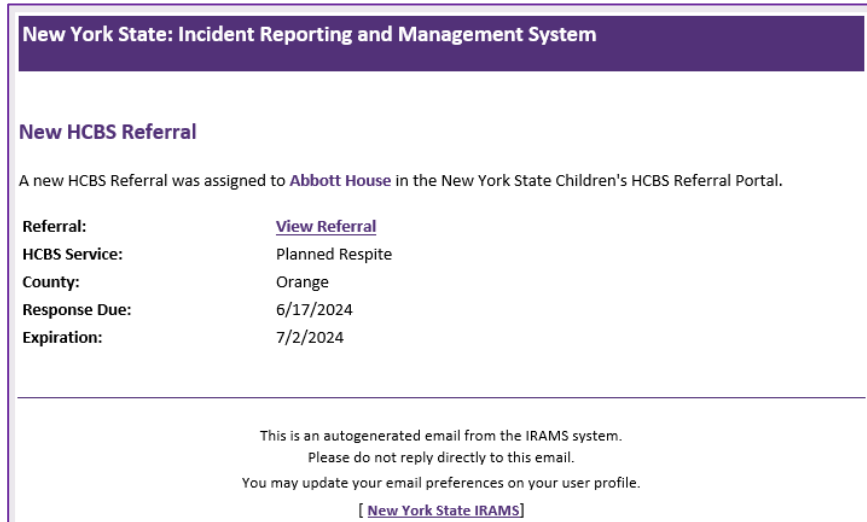 New York State: Incident Reporting and Management System
New HCBS Referral
A new HCBS Referral was assigned to Abbott House in the New York State Children's HCBS Referral Portal.
Referral: View Referral
HCBS Service: Planned Respite
County: Orange
Response Due: 6/17/2024
Expiration: 7/2/2024
This is an autogenerated email from the IRAMS system.
Please do not reply directly to this email.
You may update your email preferences on your user profile.
[ New York State IRAMS]